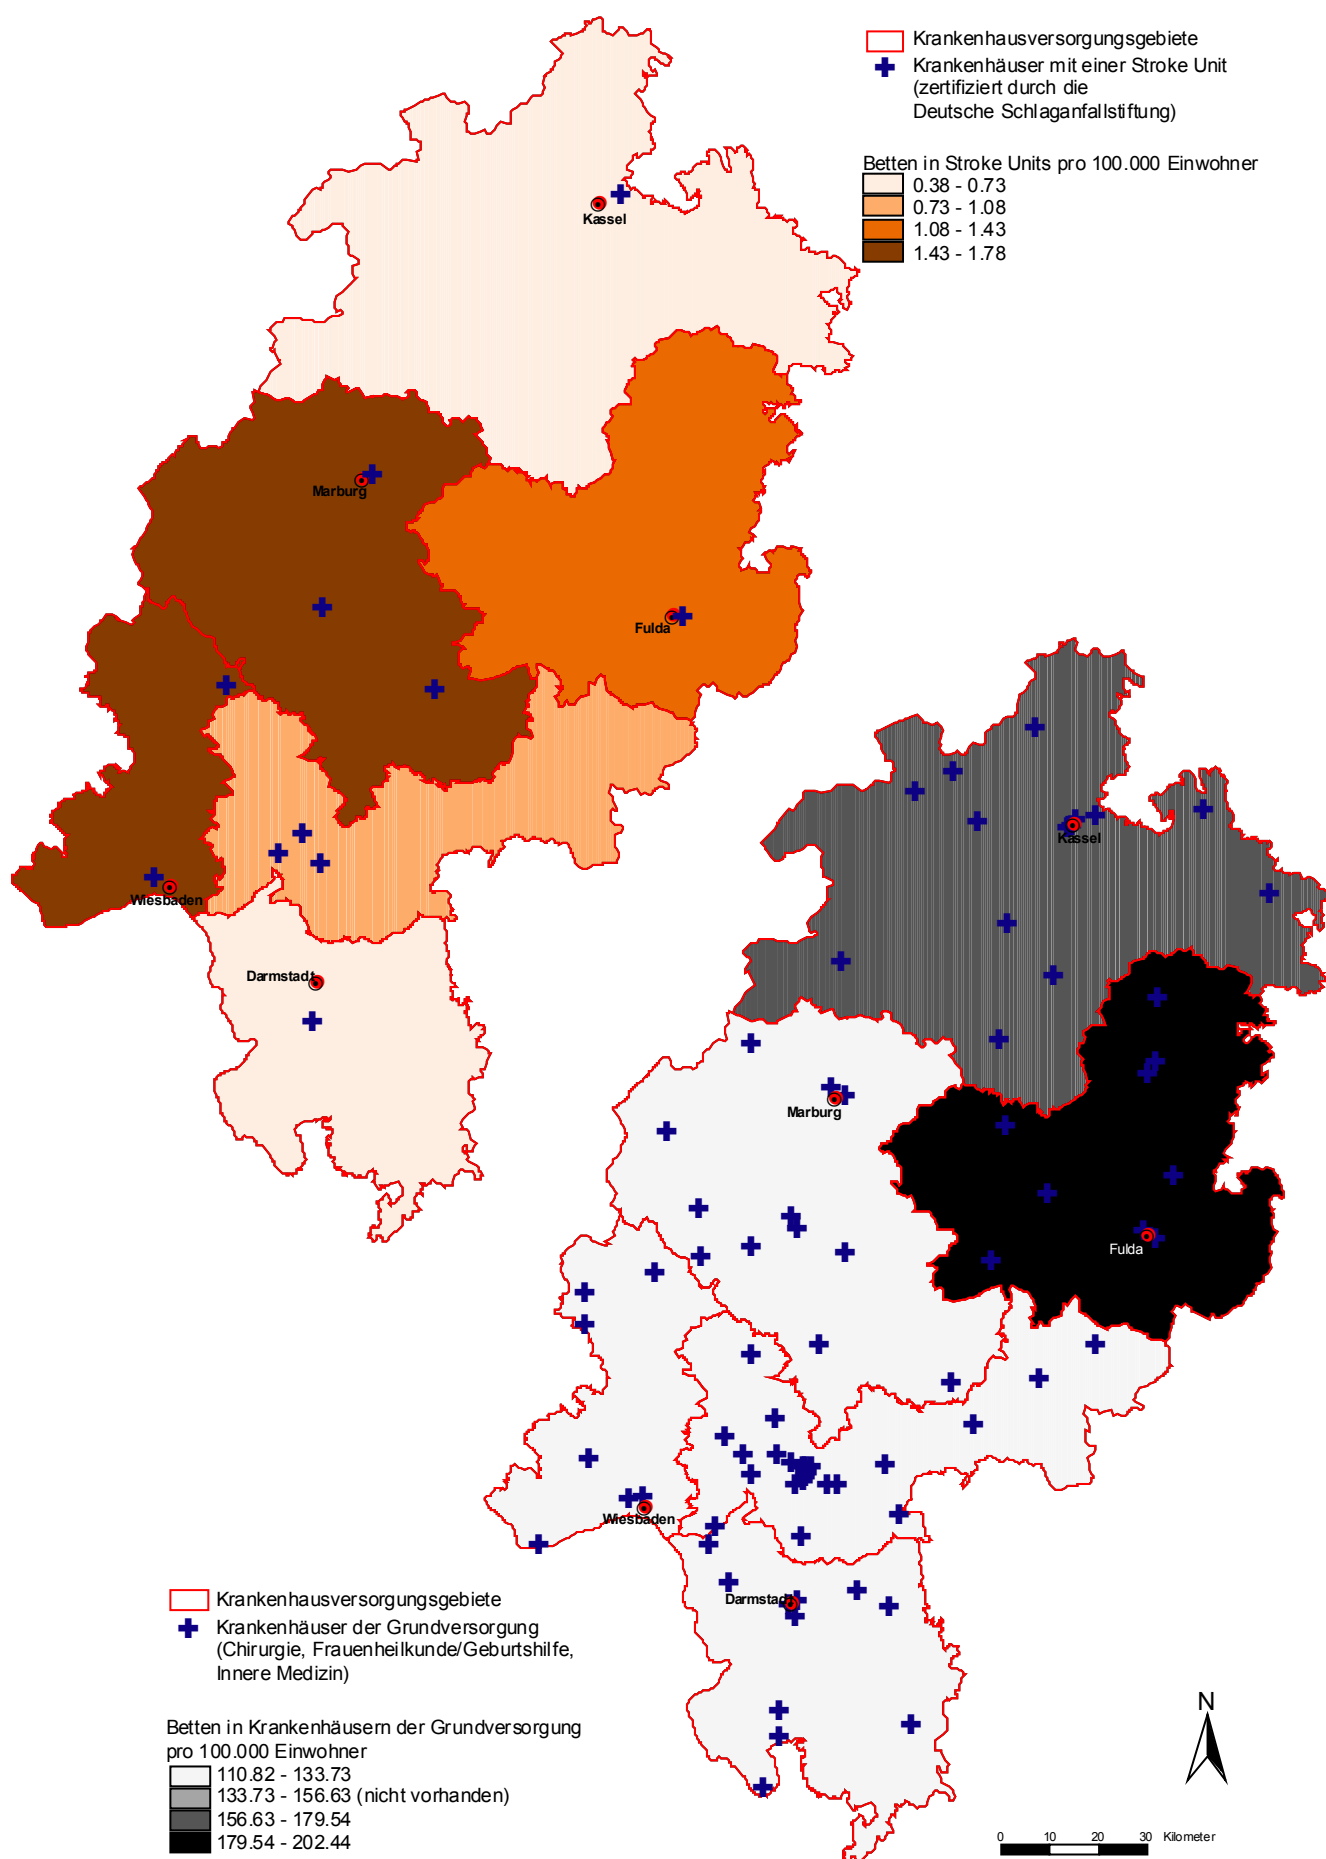 Krankenhausversorgungsgebiete
Krankenhäuser mit einer Stroke Unit
(zertifiziert durch die
Deutsche Schlaganfallstiftung)
Betten in Stroke Units pro 100.000 Einwohner
0.38 - 0.73
0.73 - 1.08
1.08 - 1.43
1.43 - 1.78
Kassel
Marburg
Fulda
Wiesbaden
Darmstadt
Kassel
Marburg
Fulda
Wiesbaden
Darmstadt
Krankenhausversorgungsgebiete
Krankenhäuser der Grundversorgung
(Chirurgie, Frauenheilkunde/Geburtshilfe,
Innere Medizin)
Betten in Krankenhäusern der Grundversorgung
pro 100.000 Einwohner
110.82 - 133.73
133.73 - 156.63 (nicht vorhanden)
156.63 - 179.54
179.54 - 202.44
N
0 10 20 30 Kilometer